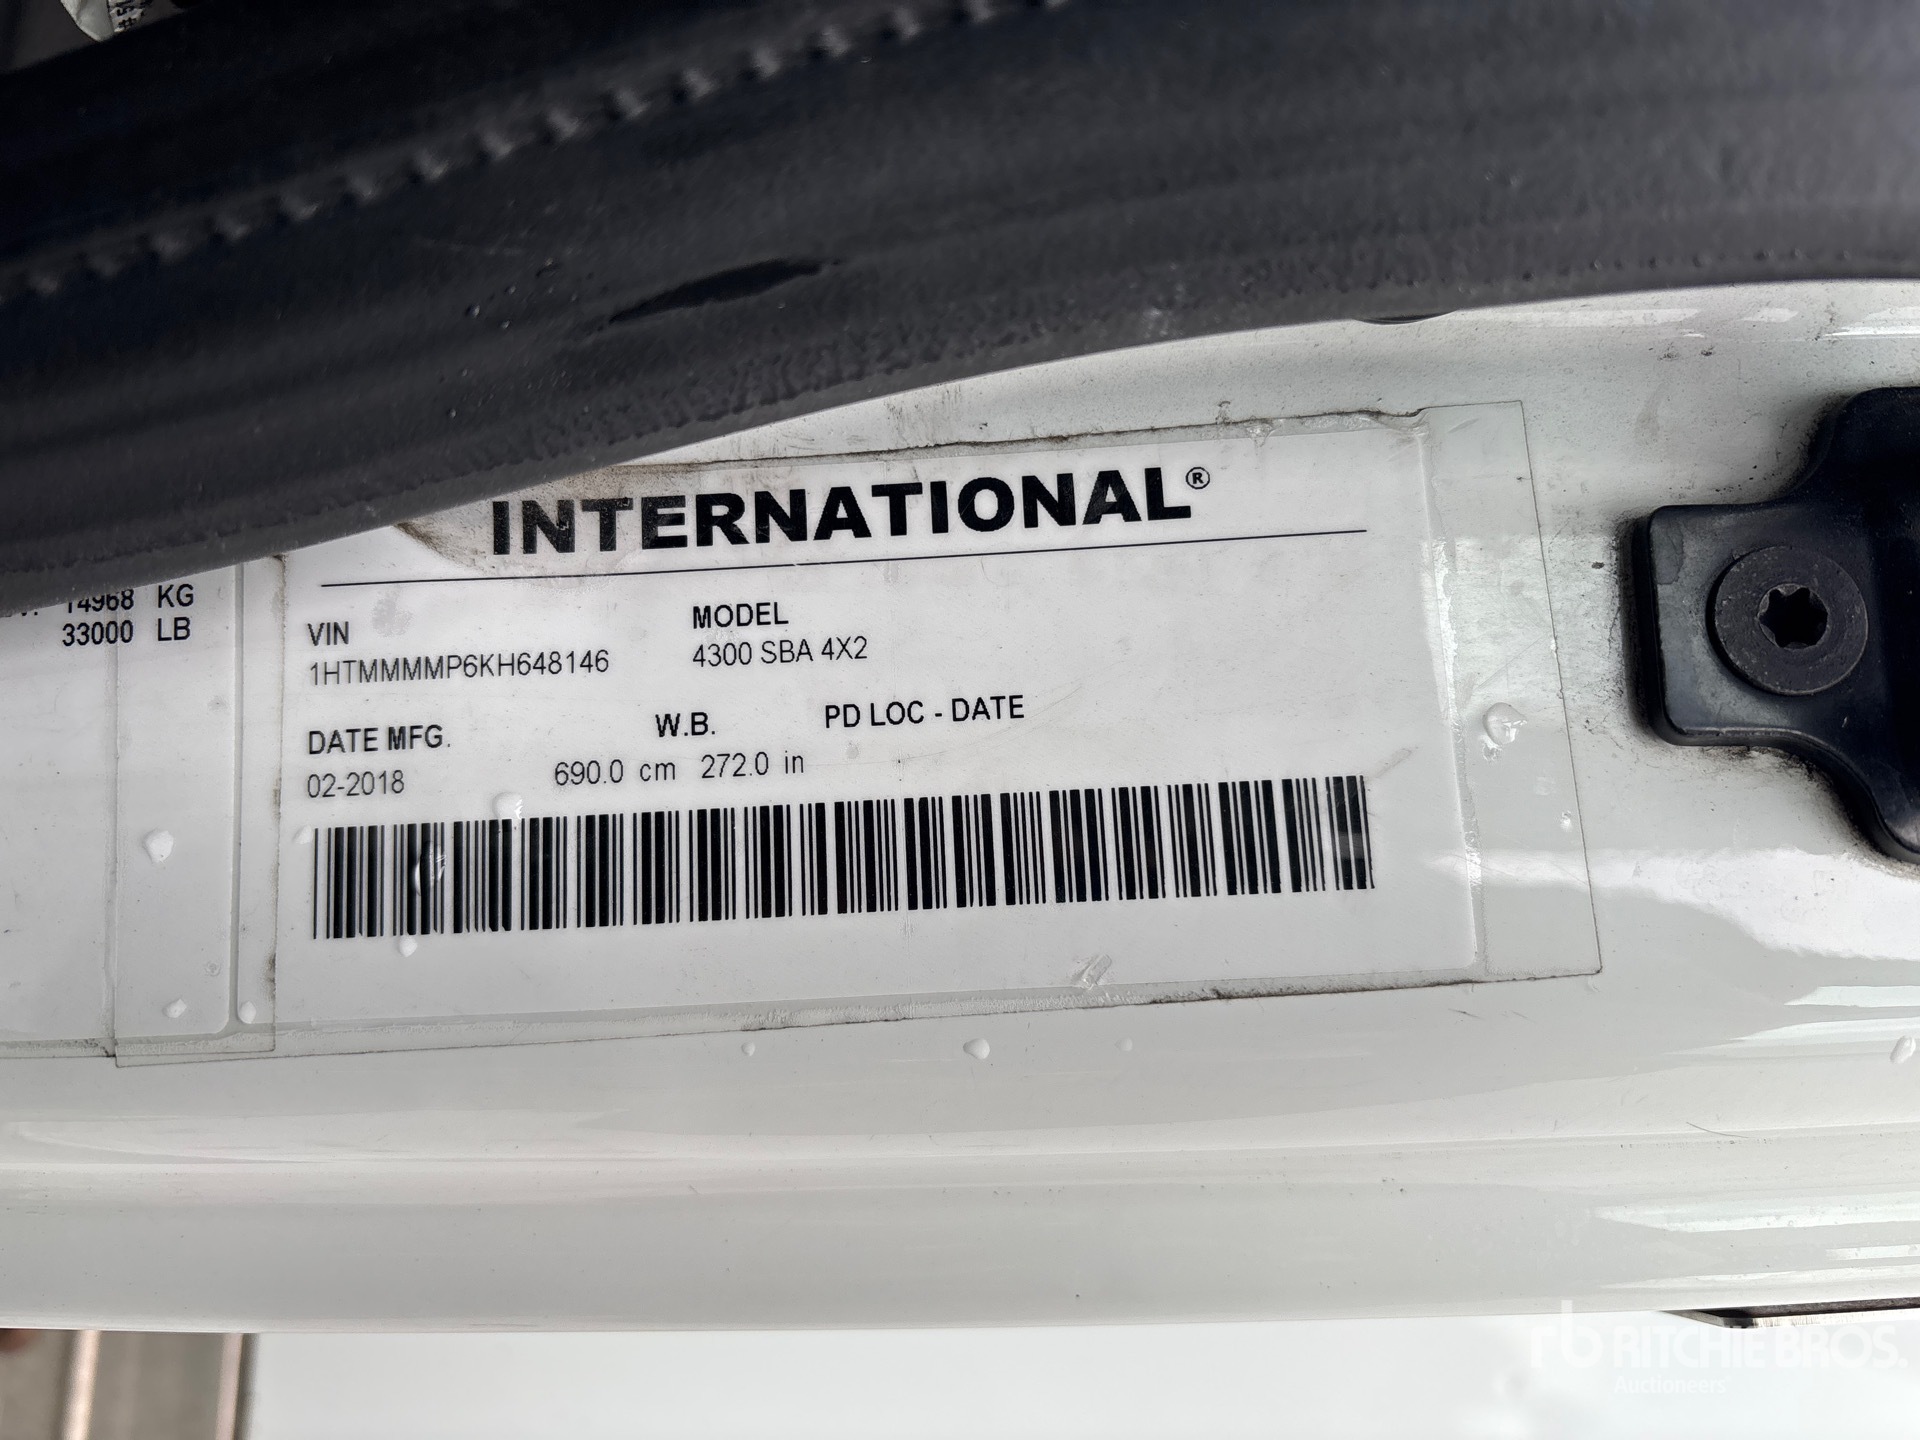 INTERNATIONAL®
14968 KG
33000 LB
VIN
1HTMMMMP6KH648146
MODEL
4300 SBA 4X2
DATE MFG.
02-2018
W.B.
690.0 cm 272.0 in
PD LOC - DATE
rb RITCHIE BROS.
Auctioneers